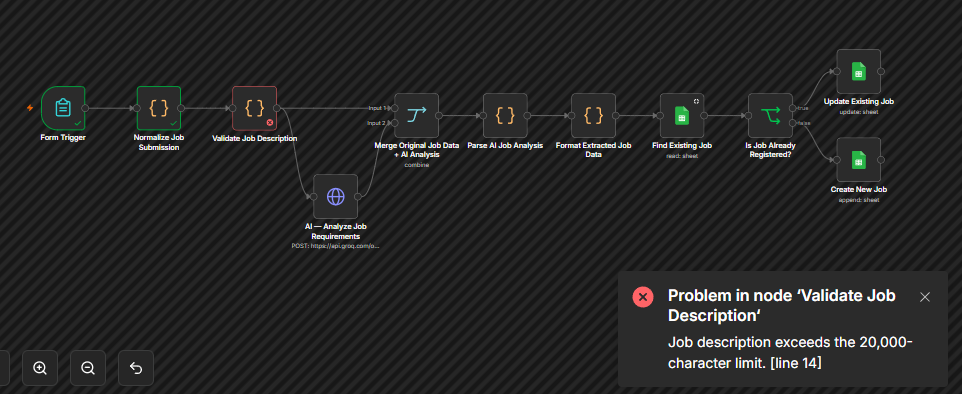 Form Trigger
Normalize Job
Submission
Validate Job Description
AI — Analyze Job
Requirements
POST: https://api.groq.com/o...
Input 1
Input 2
Merge Original Job Data
+ AI Analysis
combine
Parse AI Job Analysis
Format Extracted Job
Data
Find Existing Job
read: sheet
Is Job Already
Registered?
true
false
Update Existing Job
update: sheet
Create New Job
append: sheet
Problem in node ‘Validate Job
Description‘
Job description exceeds the 20,000-
character limit. [line 14]